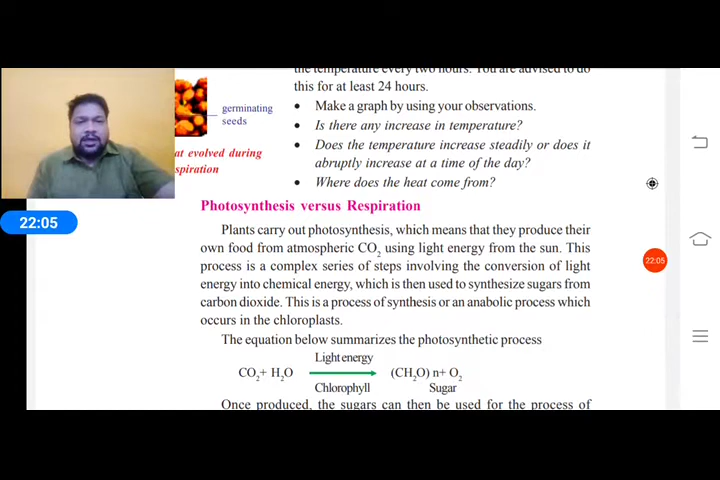 the temperature every two hours. You are advised to do
this for at least 24 hours.
germinating
seeds
• Make a graph by using your observations.
• Is there any increase in temperature?
at evolved during
spiration
• Does the temperature increase steadily or does it
abruptly increase at a time of the day?
• Where does the heat come from?
22:05
Photosynthesis versus Respiration
Plants carry out photosynthesis, which means that they produce their
own food from atmospheric CO₂ using light energy from the sun. This
process is a complex series of steps involving the conversion of light
energy into chemical energy, which is then used to synthesize sugars from
carbon dioxide. This is a process of synthesis or an anabolic process which
occurs in the chloroplasts.
22:05
The equation below summarizes the photosynthetic process
Light energy
CO₂+ H₂O (CH₂O) n+ O₂
Chlorophyll Sugar
Once produced, the sugars can then be used for the process of